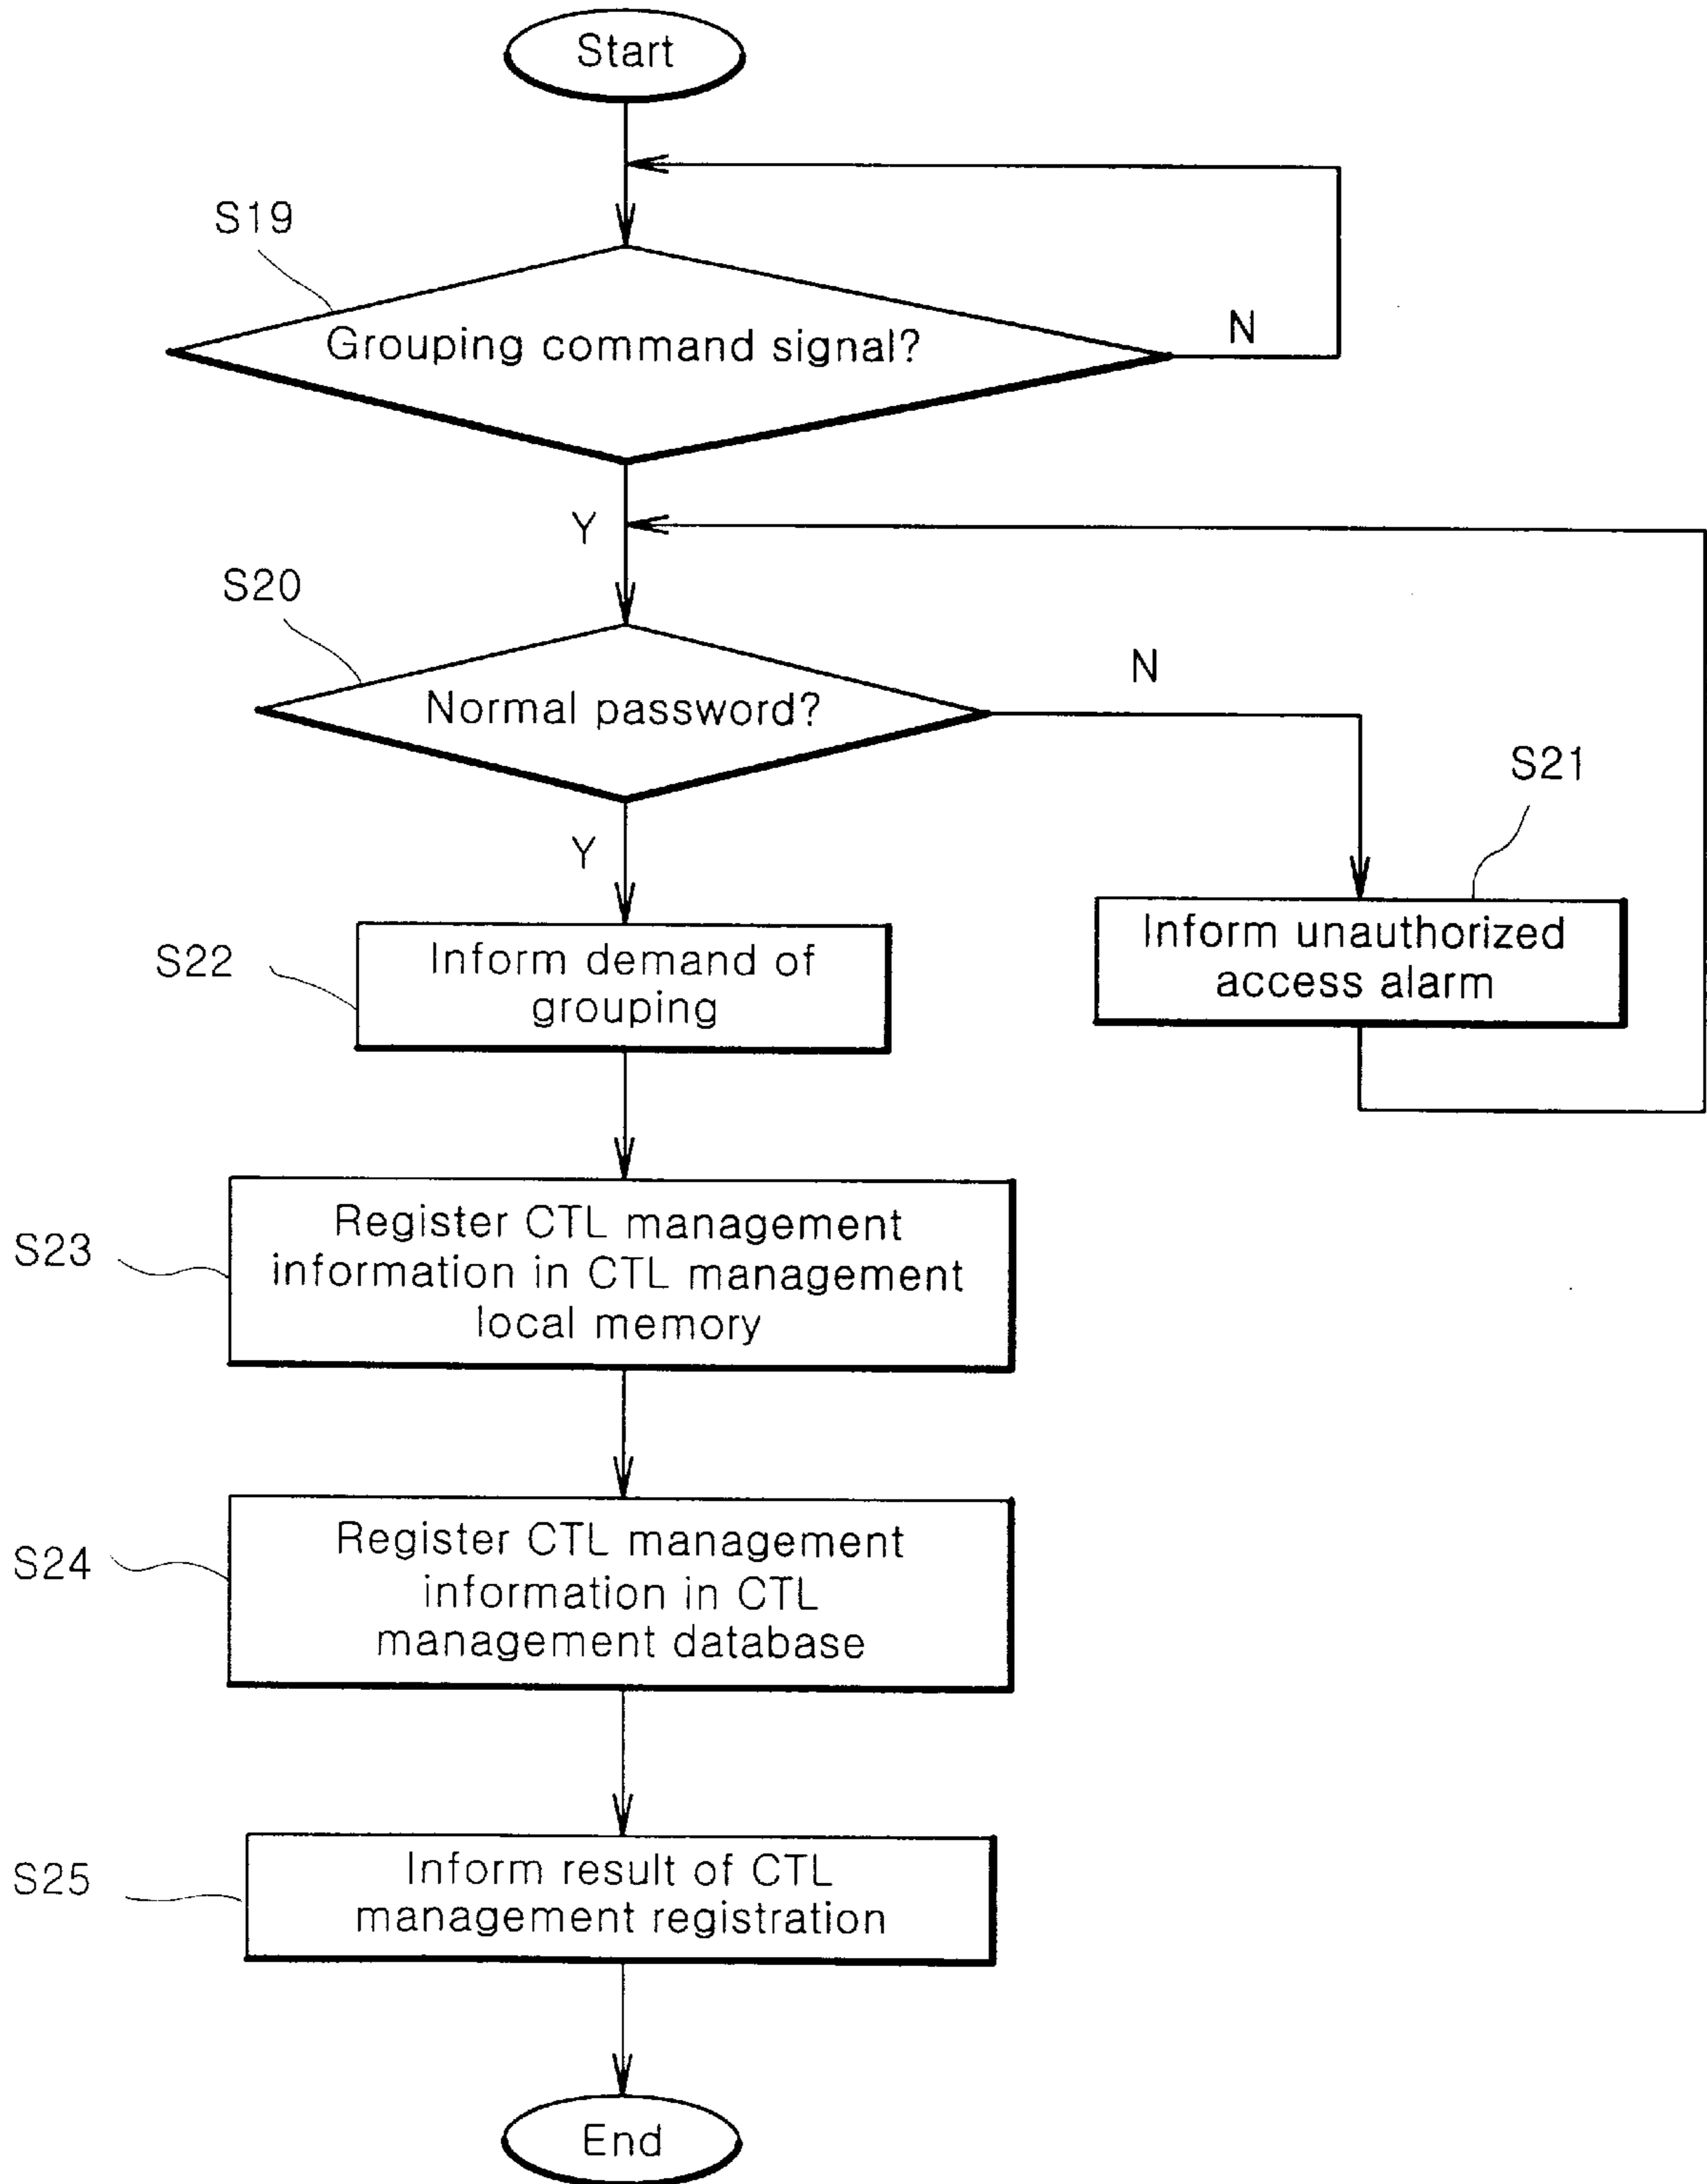 Start
S19
Grouping command signal?
N
Y
S20
Normal password?
N
Y
S21
Inform unauthorized
access alarm
S22
Inform demand of
grouping
S23
Register CTL management
information in CTL management
local memory
S24
Register CTL management
information in CTL
management database
S25
Inform result of CTL
management registration
End